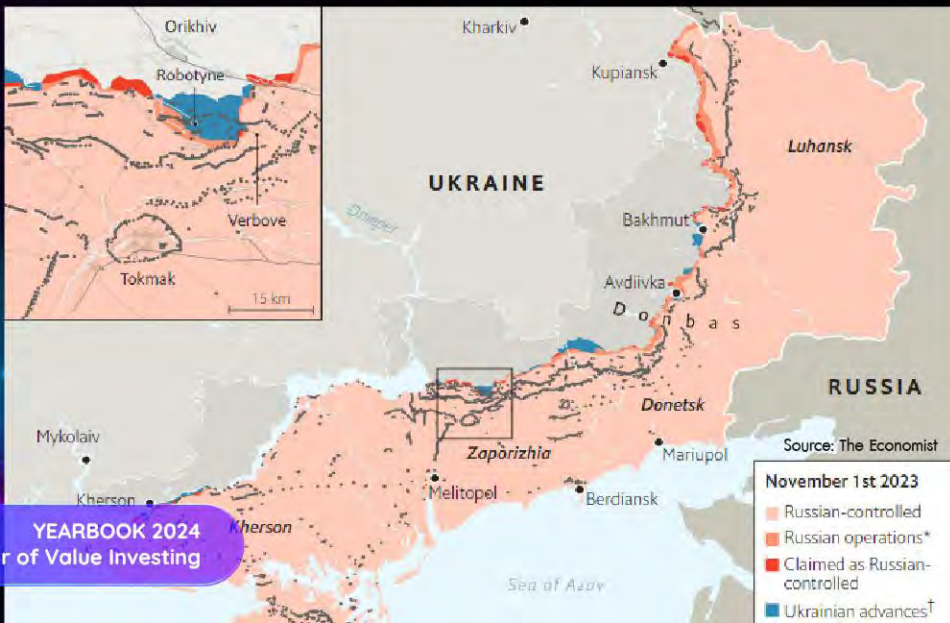 Orikhiv
Robotyne
Verbove
Tokmak
15 km
Kharkiv
Kupiansk
Luhansk
UKRAINE
Dnieper
Bakhmut
Avdiivka
Donbas
RUSSIA
Donetsk
Mykolaiv
Zaporizhia
Mariupol
Source: The Economist
Kherson
Melitopol
Berdiansk
Kherson
YEARBOOK 2024
r of Value Investing
Sea of Azov
November 1st 2023
Russian-controlled
Russian operations*
Claimed as Russian-
controlled
Ukrainian advances†